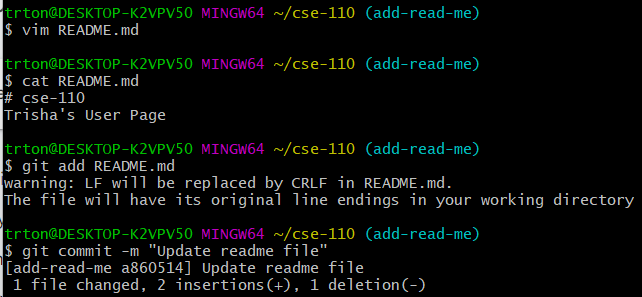 trton@DESKTOP-K2VPV50 MINGW64 ~/cse-110 (add-read-me)
$ vim README.md
trton@DESKTOP-K2VPV50 MINGW64 ~/cse-110 (add-read-me)
$ cat README.md
# cse-110
Trisha's User Page
trton@DESKTOP-K2VPV50 MINGW64 ~/cse-110 (add-read-me)
$ git add README.md
warning: LF will be replaced by CRLF in README.md.
The file will have its original line endings in your working directory
trton@DESKTOP-K2VPV50 MINGW64 ~/cse-110 (add-read-me)
$ git commit -m "Update readme file"
[add-read-me a860514] Update readme file
1 file changed, 2 insertions(+), 1 deletion(-)